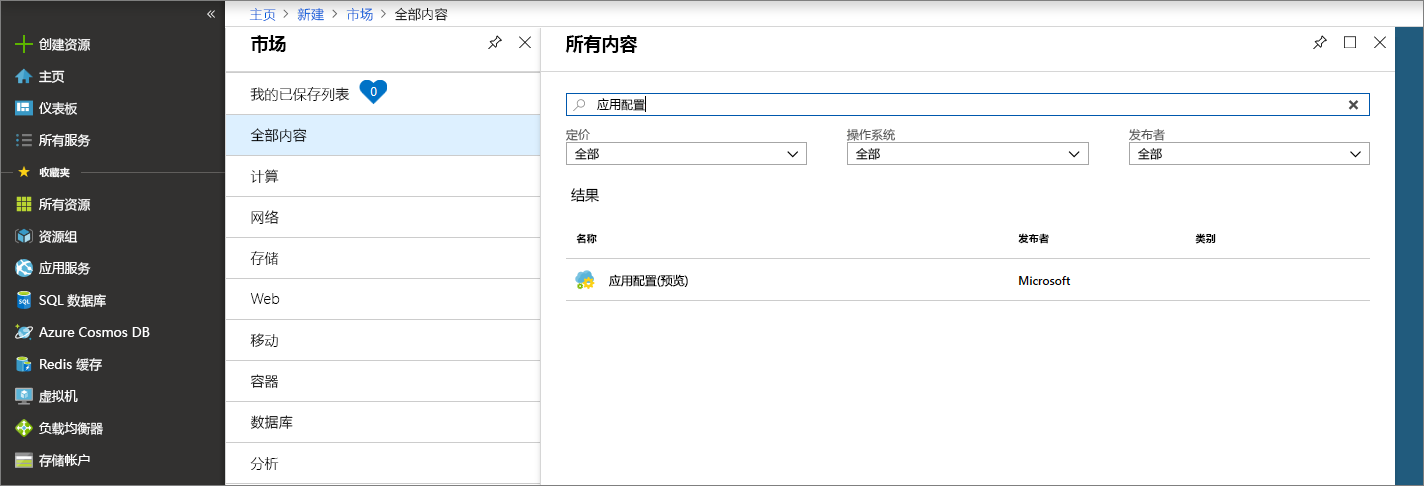 «
创建资源
主页
仪表板
所有服务
收藏夹
所有资源
资源组
应用服务
SQL 数据库
Azure Cosmos DB
Redis 缓存
虚拟机
负载均衡器
存储帐户
主页 > 新建 > 市场 > 全部内容
市场
我的已保存列表 0
全部内容
计算
网络
存储
Web
移动
容器
数据库
分析
所有内容
应用配置
定价 操作系统 发布者
全部 全部 全部
结果
名称 发布者 类别
应用配置(预览) Microsoft